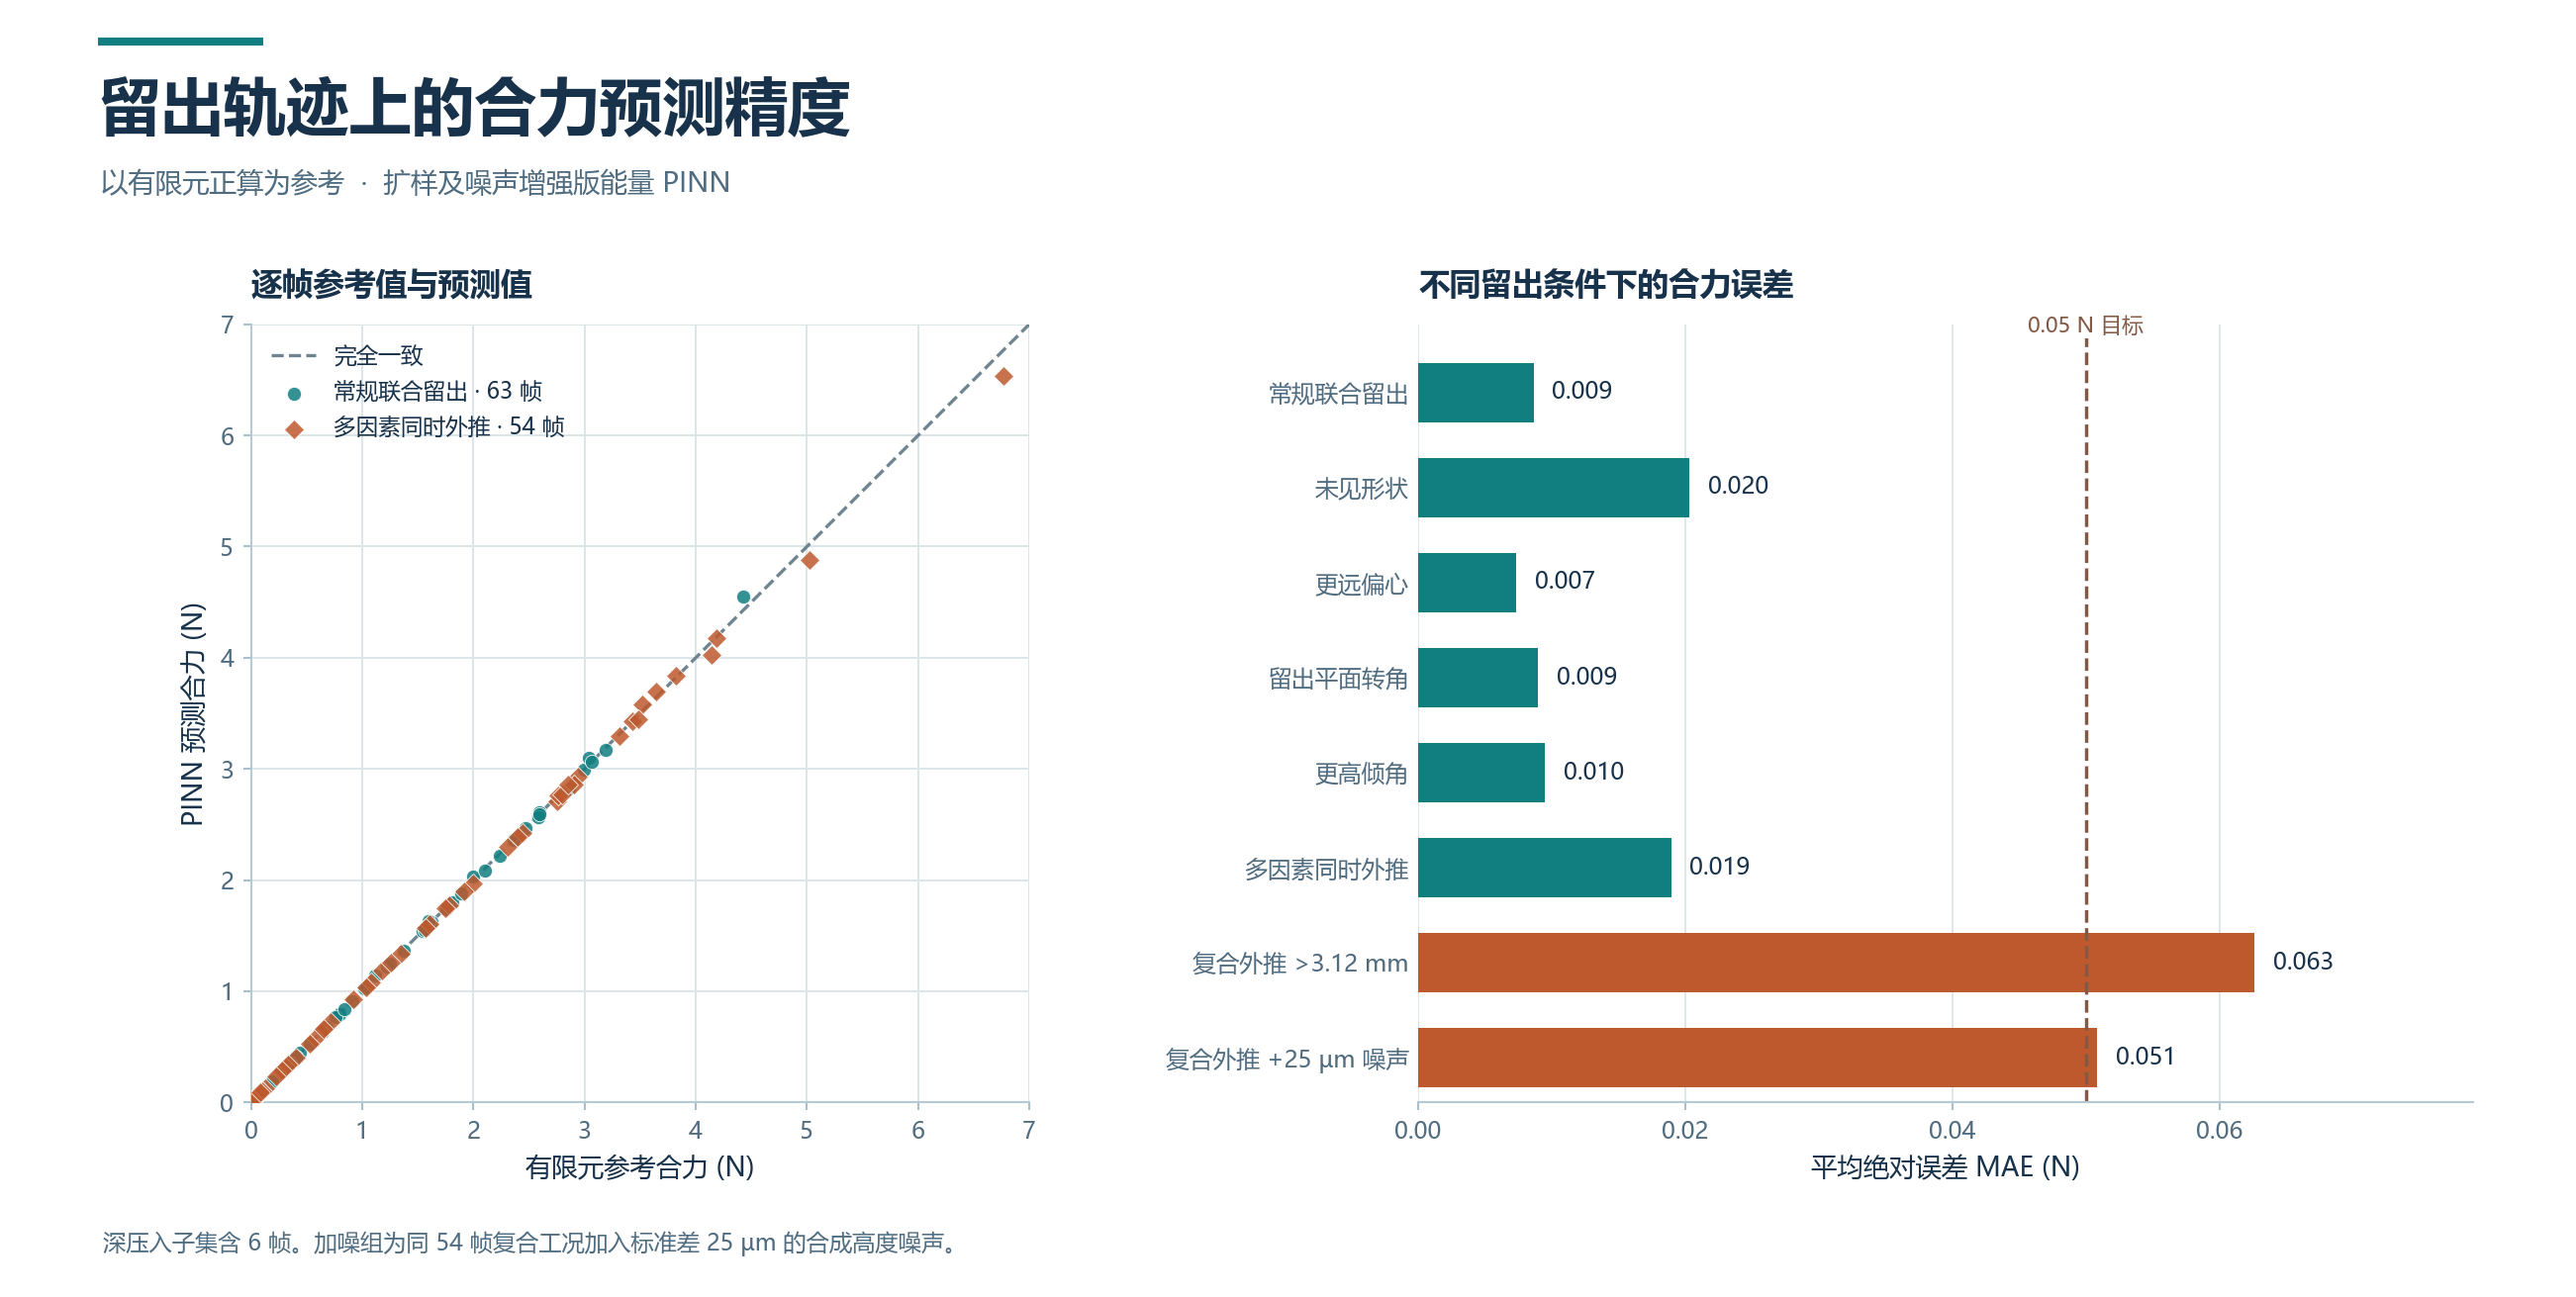 留出轨迹上的合力预测精度
以有限元正算为参考 · 扩样及噪声增强版能量 PINN
逐帧参考值与预测值
7
6
5
4
3
2
1
0
PINN 预测合力 (N)
完全一致
常规联合留出 · 63 帧
多因素同时外推 · 54 帧
0 1 2 3 4 5 6 7
有限元参考合力 (N)
不同留出条件下的合力误差
0.05 N 目标
常规联合留出 0.009
未见形状 0.020
更远偏心 0.007
留出平面转角 0.009
更高倾角 0.010
多因素同时外推 0.019
复合外推 >3.12 mm 0.063
复合外推 +25 μm 噪声 0.051
0.00 0.02 0.04 0.06
平均绝对误差 MAE (N)
深压入子集含 6 帧。加噪组为同 54 帧复合工况加入标准差 25 μm 的合成高度噪声。